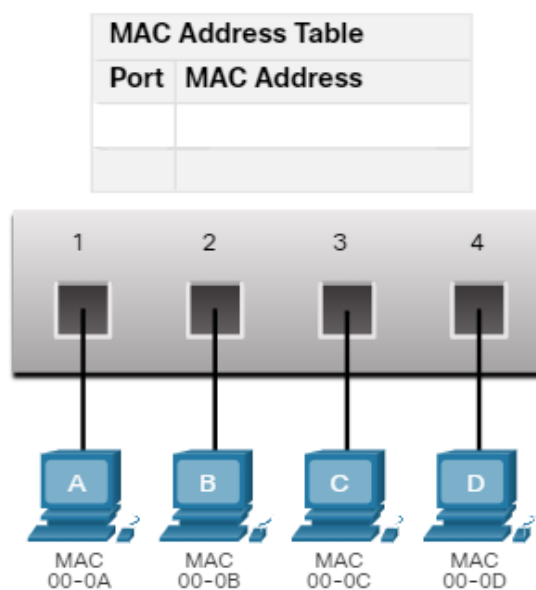 MAC Address Table
Port MAC Address
1 2 3 4
A B C D
MAC MAC MAC MAC
00-0A 00-0B 00-0C 00-0D